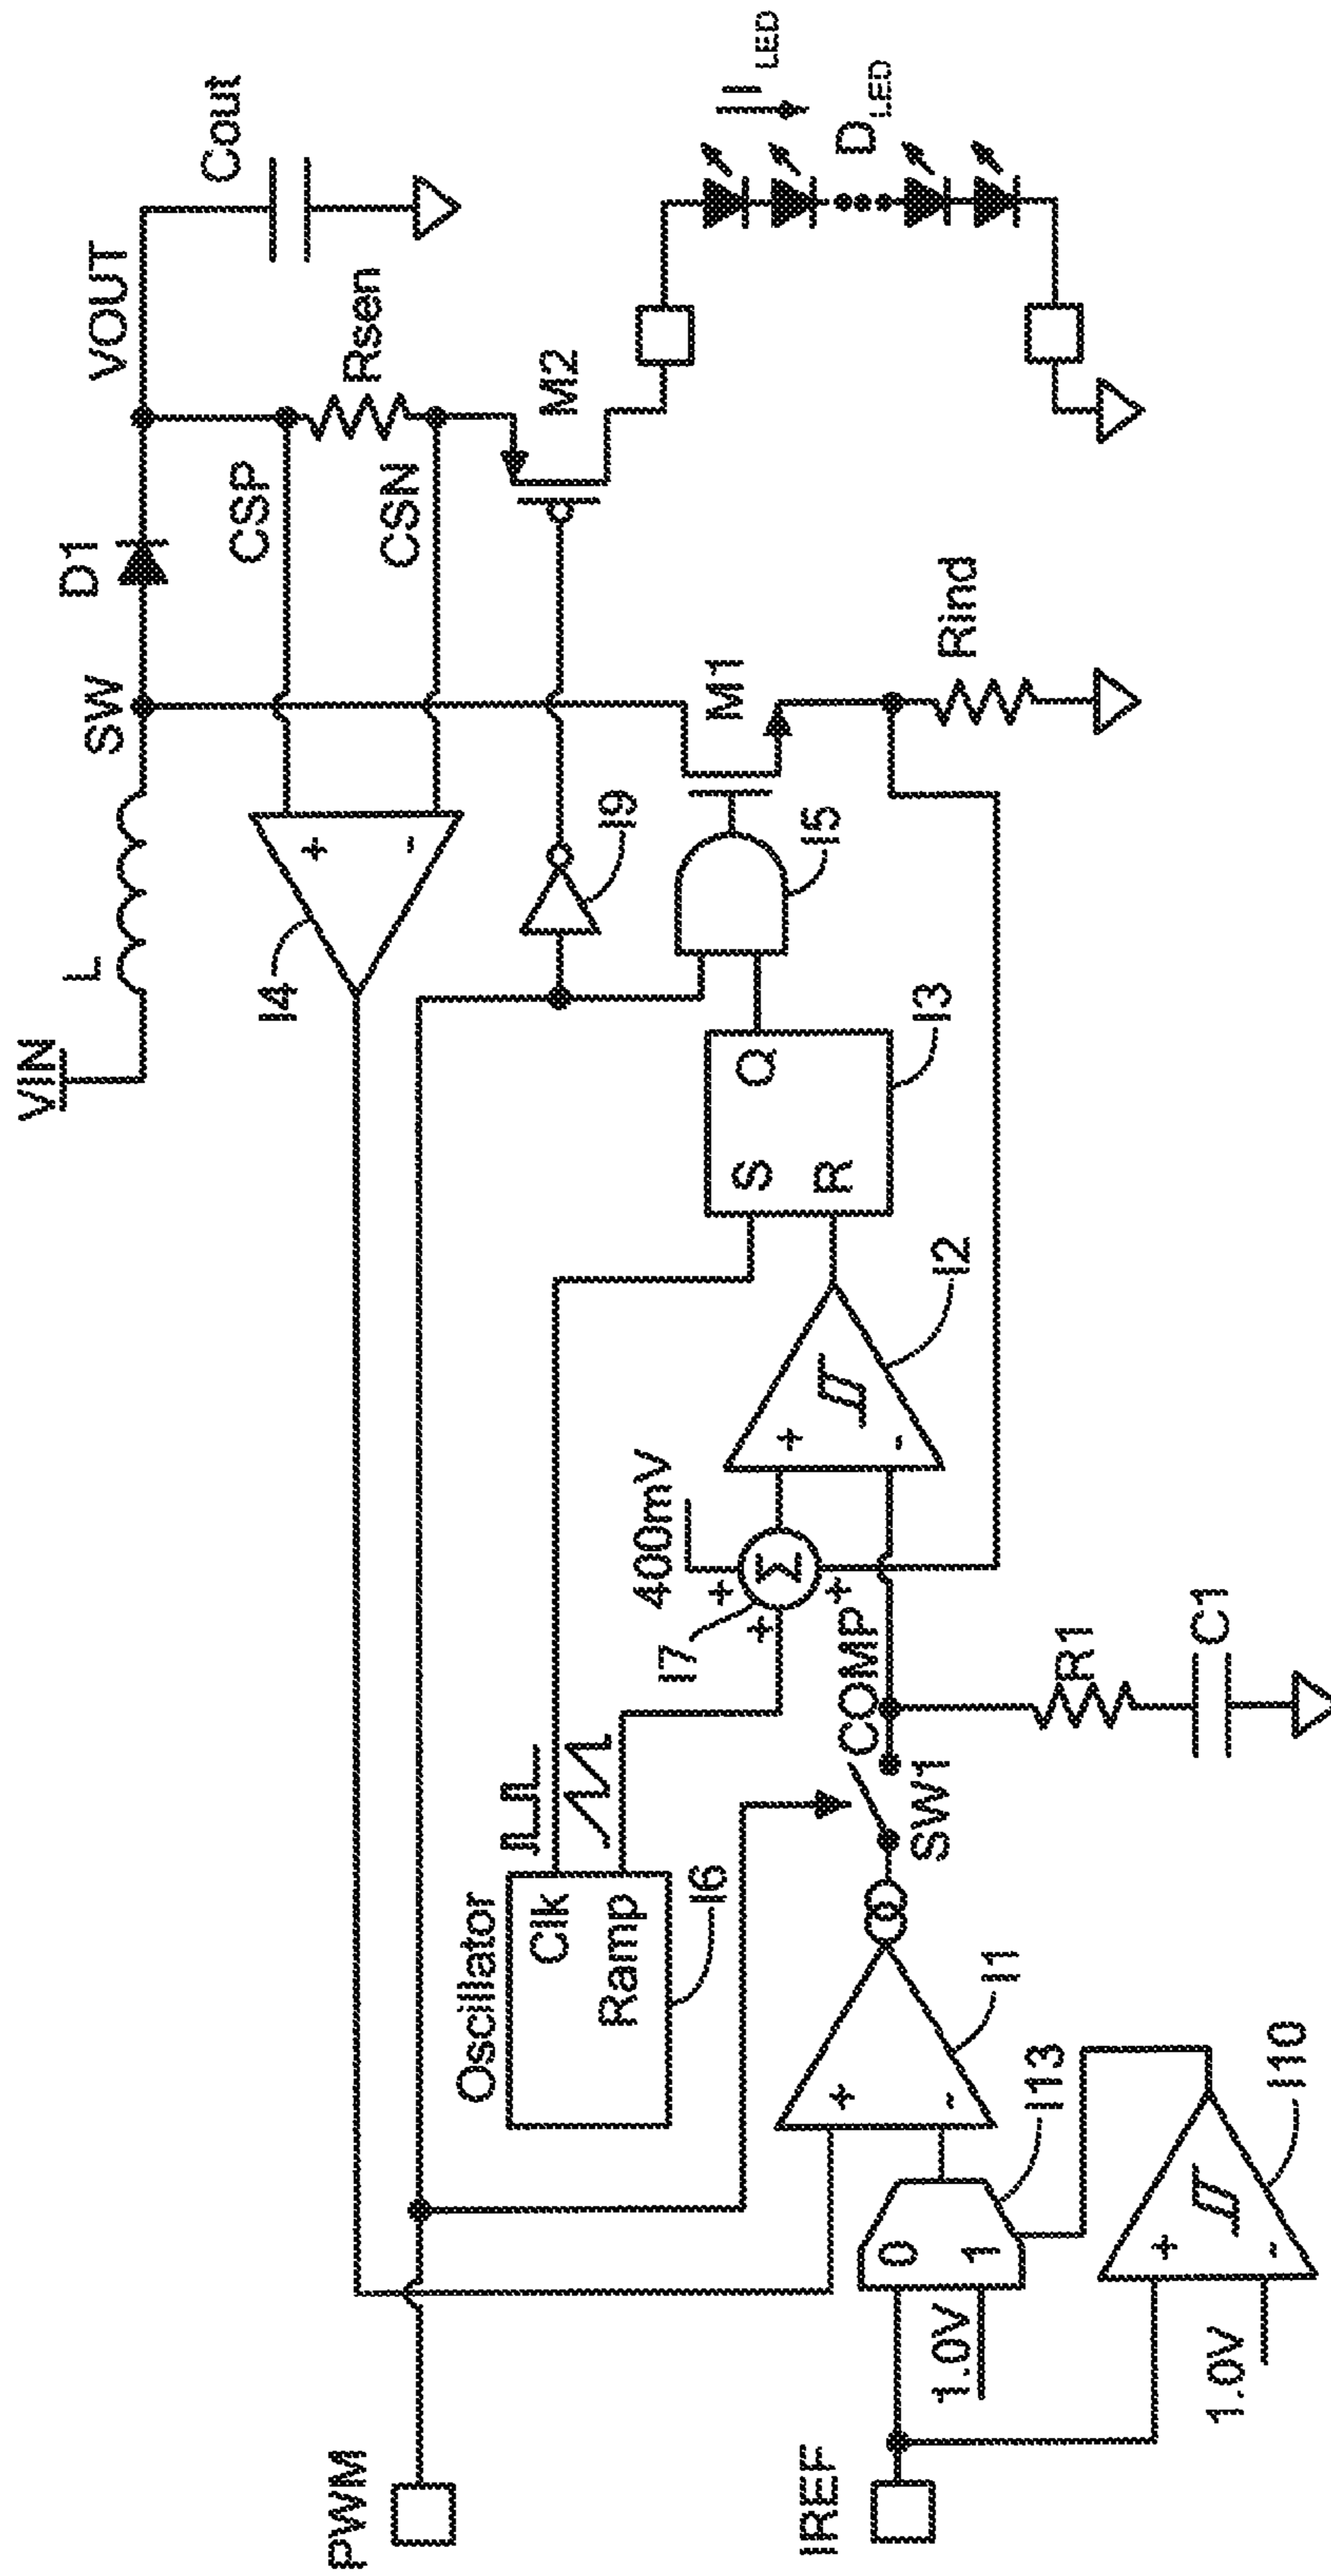 VIN
L
SW
D1
VOUT
Cout
I4
+
-
CSP
CSN
Rsen
M2
I LED
D LED
I9
PWM
Oscillator
Clk
Ramp
I6
400mV
I7
+
+
+
Σ
+
-
I2
S
Q
R
I3
I5
M1
Rind
COMP
SW1
R1
C1
IREF
0
1
1.0V
I13
+
-
I1
1.0V
+
-
I10